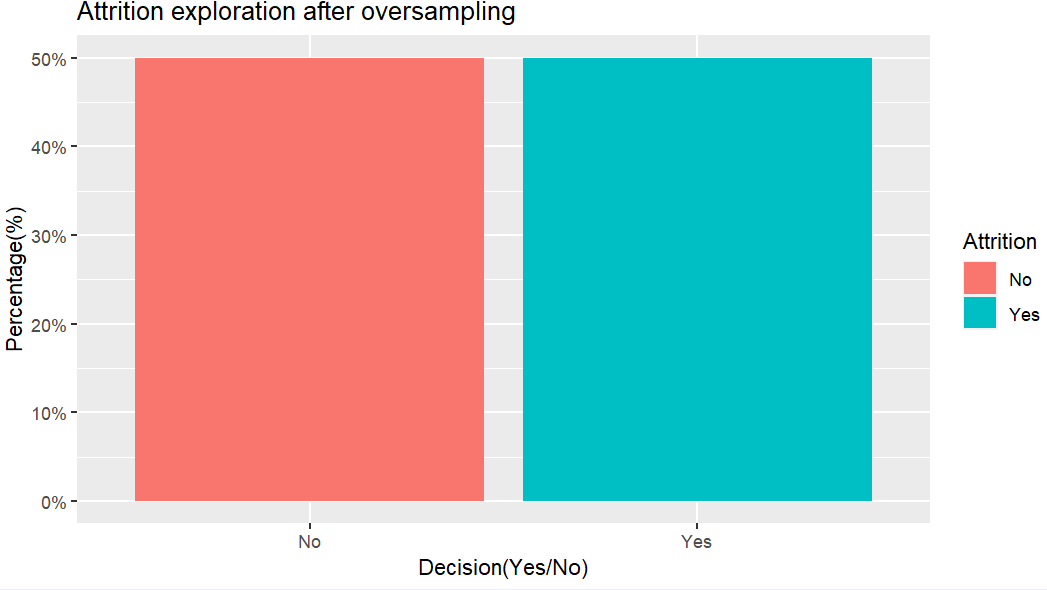 Attrition exploration after oversampling
50%
40%
30%
20%
10%
0%
Percentage(%)
No
Yes
Decision(Yes/No)
Attrition
No
Yes